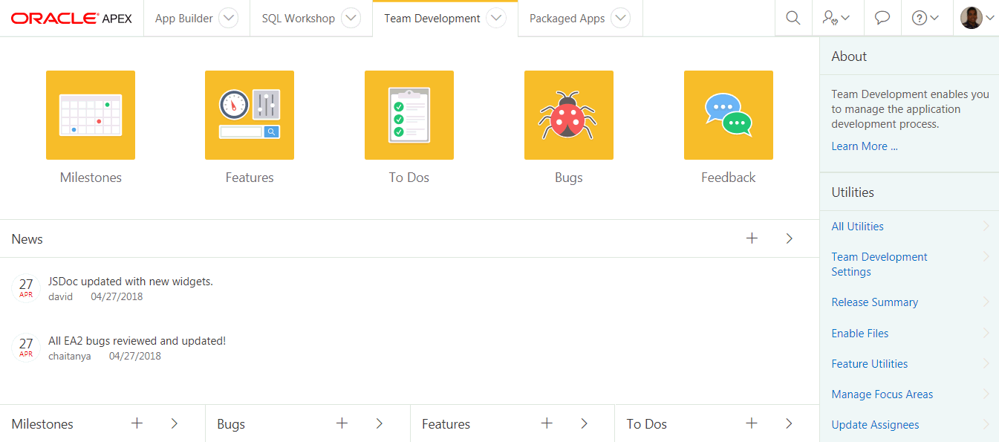 ORACLE® APEX
App Builder
SQL Workshop
Team Development
Packaged Apps
Milestones
Features
To Dos
Bugs
Feedback
News
27
APR
JSDoc updated with new widgets.
david 04/27/2018
27
APR
All EA2 bugs reviewed and updated!
chaitanya 04/27/2018
Milestones
Bugs
Features
To Dos
About
Team Development enables you
to manage the application
development process.
Learn More ...
Utilities
All Utilities
Team Development
Settings
Release Summary
Enable Files
Feature Utilities
Manage Focus Areas
Update Assignees